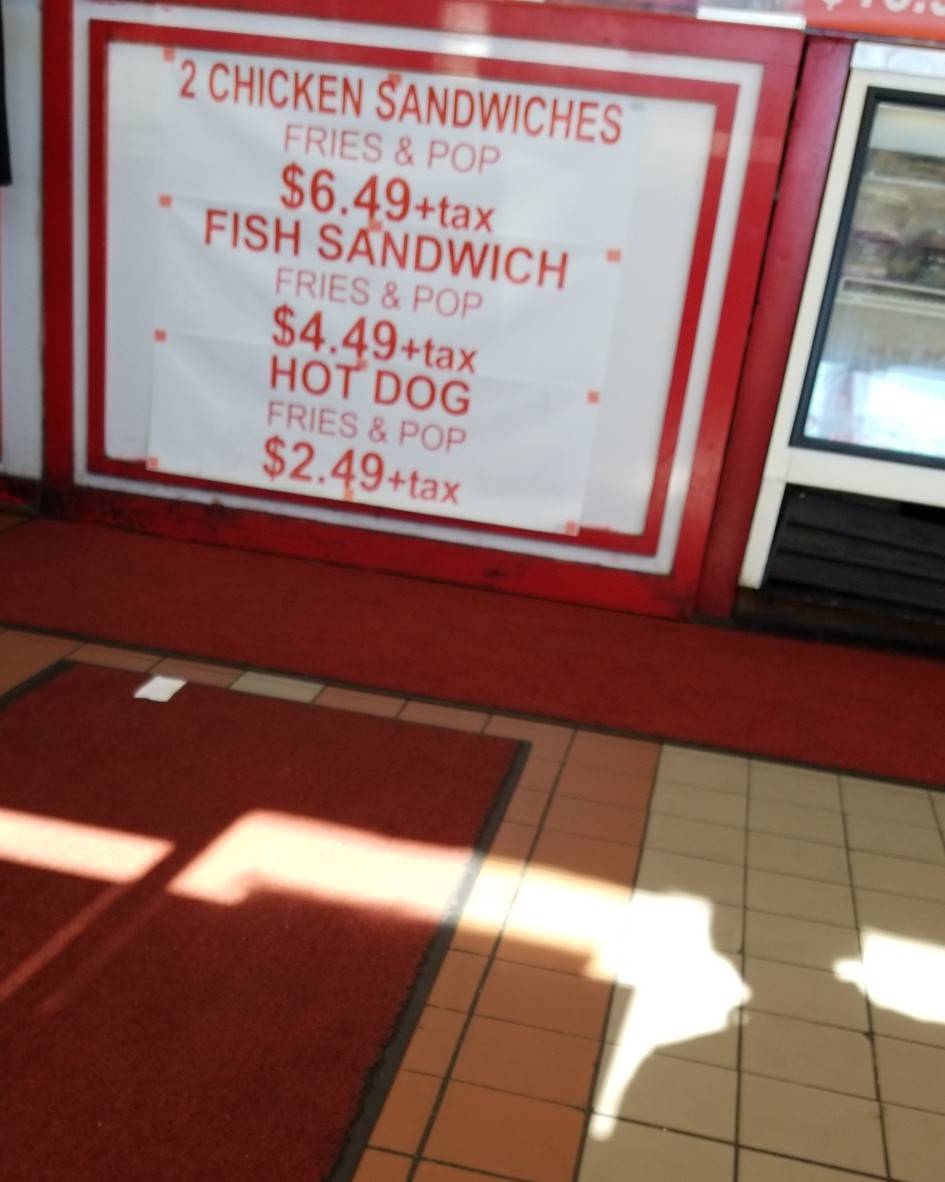 2 CHICKEN SANDWICHES
FRIES & POP
$6.49+tax
FISH SANDWICH
FRIES & POP
$4.49+tax
HOT DOG
FRIES & POP
$2.49+tax